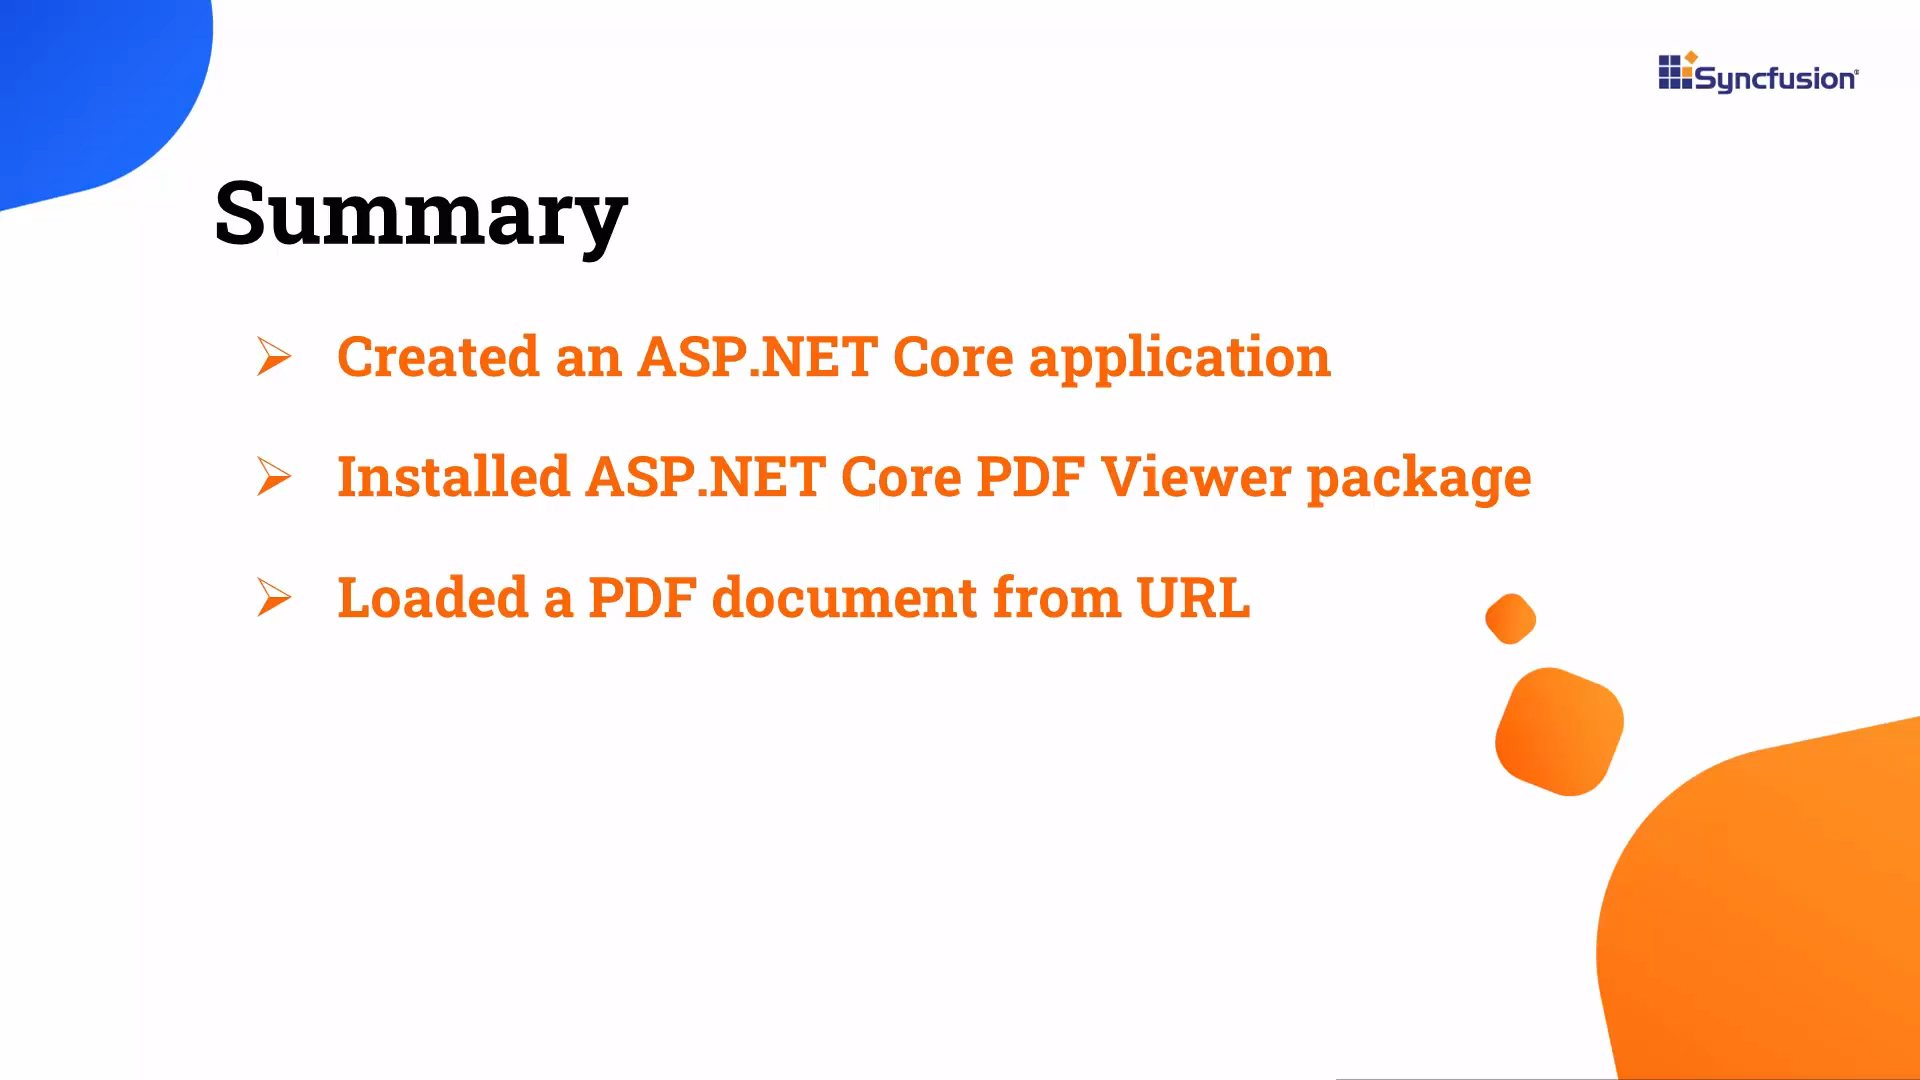 Syncfusion®
Summary
Created an ASP.NET Core application
Installed ASP.NET Core PDF Viewer package
Loaded a PDF document from URL